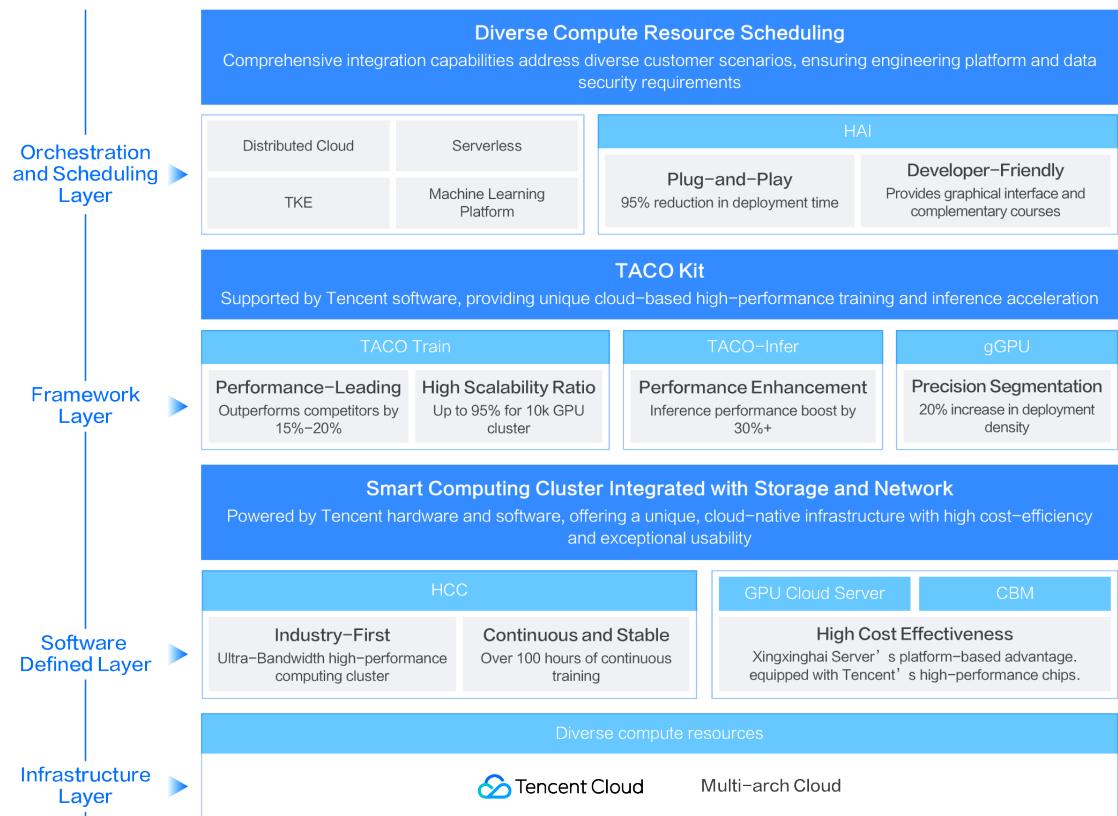 Diverse Compute Resource Scheduling
Comprehensive integration capabilities address diverse customer scenarios, ensuring engineering platform and data
security requirements
Orchestration
and Scheduling
Layer
Distributed Cloud
Serverless
TKE
Machine Learning
Platform
HAI
Plug-and-Play
95% reduction in deployment time
Developer-Friendly
Provides graphical interface and
complementary courses
TACO Kit
Supported by Tencent software, providing unique cloud-based high-performance training and inference acceleration
Framework
Layer
TACO Train
Performance-Leading
Outperforms competitors by
15%-20%
High Scalability Ratio
Up to 95% for 10k GPU
cluster
TACO-Infer
Performance Enhancement
Inference performance boost by
30%+
gGPU
Precision Segmentation
20% increase in deployment
density
Smart Computing Cluster Integrated with Storage and Network
Powered by Tencent hardware and software, offering a unique, cloud-native infrastructure with high cost-efficiency
and exceptional usability
Software
Defined Layer
HCC
Industry-First
Ultra-Bandwidth high-performance
computing cluster
Continuous and Stable
Over 100 hours of continuous
training
GPU Cloud Server
CBM
High Cost Effectiveness
Xingxinghai Server’s platform-based advantage.
equipped with Tencent’s high-performance chips.
Infrastructure
Layer
Diverse compute resources
Tencent Cloud
Multi-arch Cloud